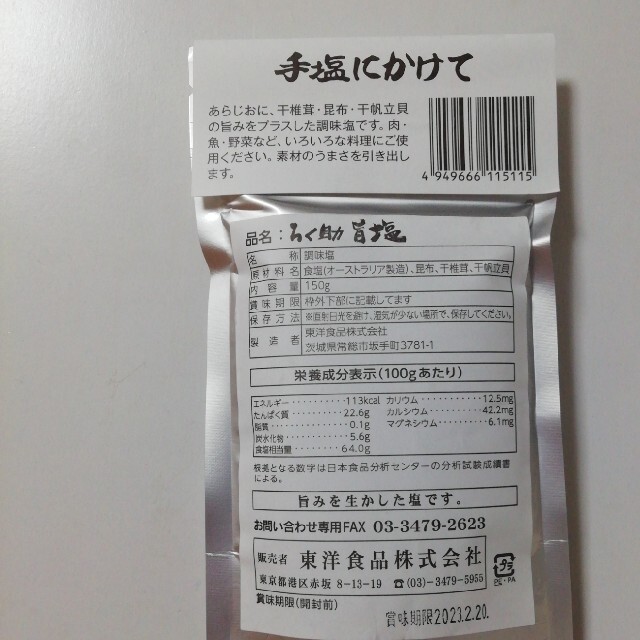 手塩にかけて
あらじおに、干椎茸・昆布・干帆立貝
の旨みをプラスした調味塩です。肉・
魚・野菜など、いろいろな料理にご使
用ください。素材のうまさを引き出し
ます。
4 949666 115115
品名：ろく助 旨塩
名称 調味塩
原材料名 食塩(オーストラリア製造)、昆布、干椎茸、干帆立貝
内容量 150g
賞味期限 枠外下部に記載してます
保存方法 ※直射日光を避け、湿気が少ない場所で、保存してください。
製造者 東洋食品株式会社
茨城県常総市坂手町3781-1
栄養成分表示(100gあたり)
エネルギー ・・・・・・・・・・113kcal カリウム ・・・・・・・・・・・12.5mg
たんぱく質 ・・・・・・・・・・22.6g カルシウム ・・・・・・・・・・42.2mg
脂質 ・・・・・・・・・・・・・・0.1g マグネシウム ・・・・・・・・・6.1mg
炭水化物 ・・・・・・・・・・・5.6g
食塩相当量 ・・・・・・・・・64.0g
根拠となる数字は日本食品分析センターの分析試験成績書
による。
旨みを生かした塩です。
お問い合わせ専用FAX 03-3479-2623
販売者 東洋食品株式会社
東京都港区赤坂 8-13-19 ☎(03)-3479-5955
プラ
PE・PA
賞味期限(開封前)
賞味期限2023.2.20.